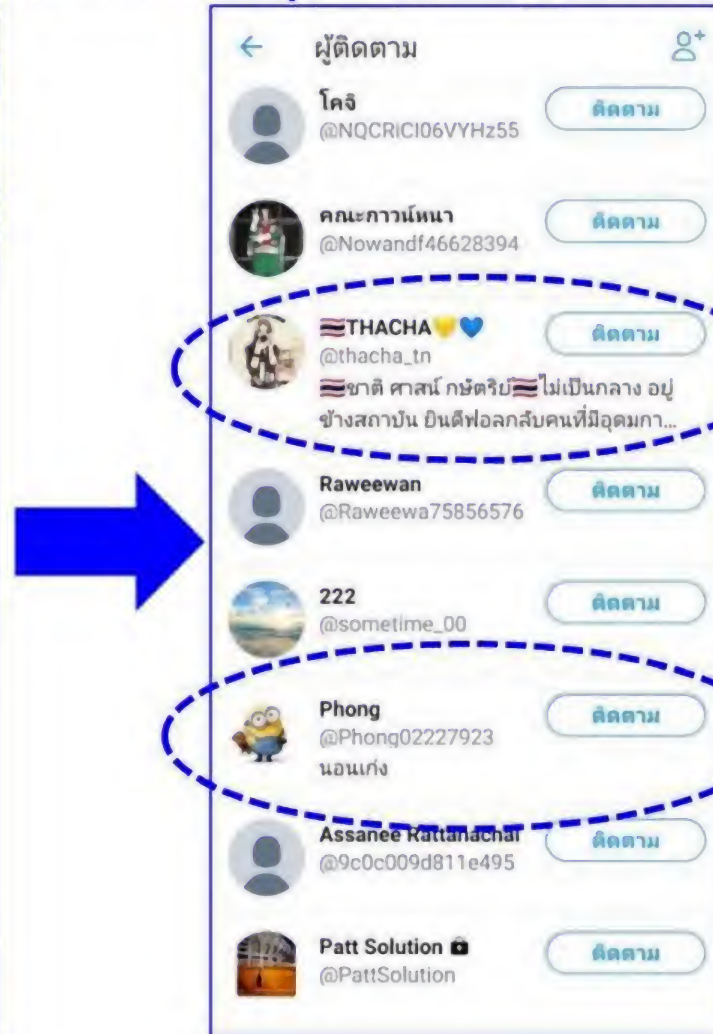 ผู้ติดตาม
โคจิ
ติดตาม
@NQCRICI06VYHz55
คณะกาวน์หนา
ติดตาม
@Nowandf46628394
🇹🇭THACHA💛💙
ติดตาม
@thacha_tn
🇹🇭ชาติ ศาสน์ กษัตริย์🇹🇭ไม่เป็นกลาง อยู่
ข้างสถาบัน ยินดีฟอลกลับคนที่มีอุดมกา...
Raweewan
ติดตาม
@Raweewa75856576
222
ติดตาม
@sometime_00
Phong
ติดตาม
@Phong02227923
นอนเก่ง
Assanee Rattanachai
ติดตาม
@9c0c009d811e495
Patt Solution
ติดตาม
@PattSolution